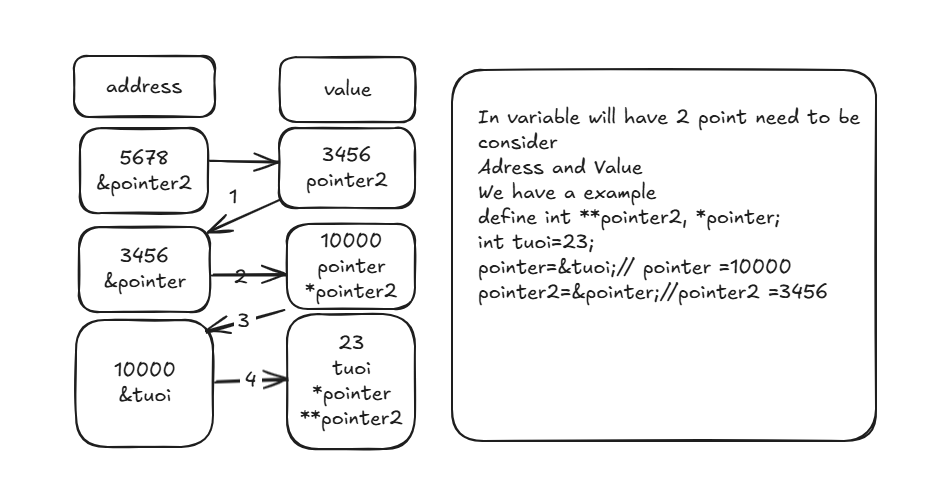 address
value
5678
&pointer2
3456
pointer2
1
3456
&pointer
2
10000
pointer
*pointer2
3
10000
&tuoi
4
23
tuoi
*pointer
**pointer2
In variable will have 2 point need to be
consider
Adress and Value
We have a example
define int **pointer2, *pointer;
int tuoi=23;
pointer=&tuoi;// pointer =10000
pointer2=&pointer;//pointer2 =3456